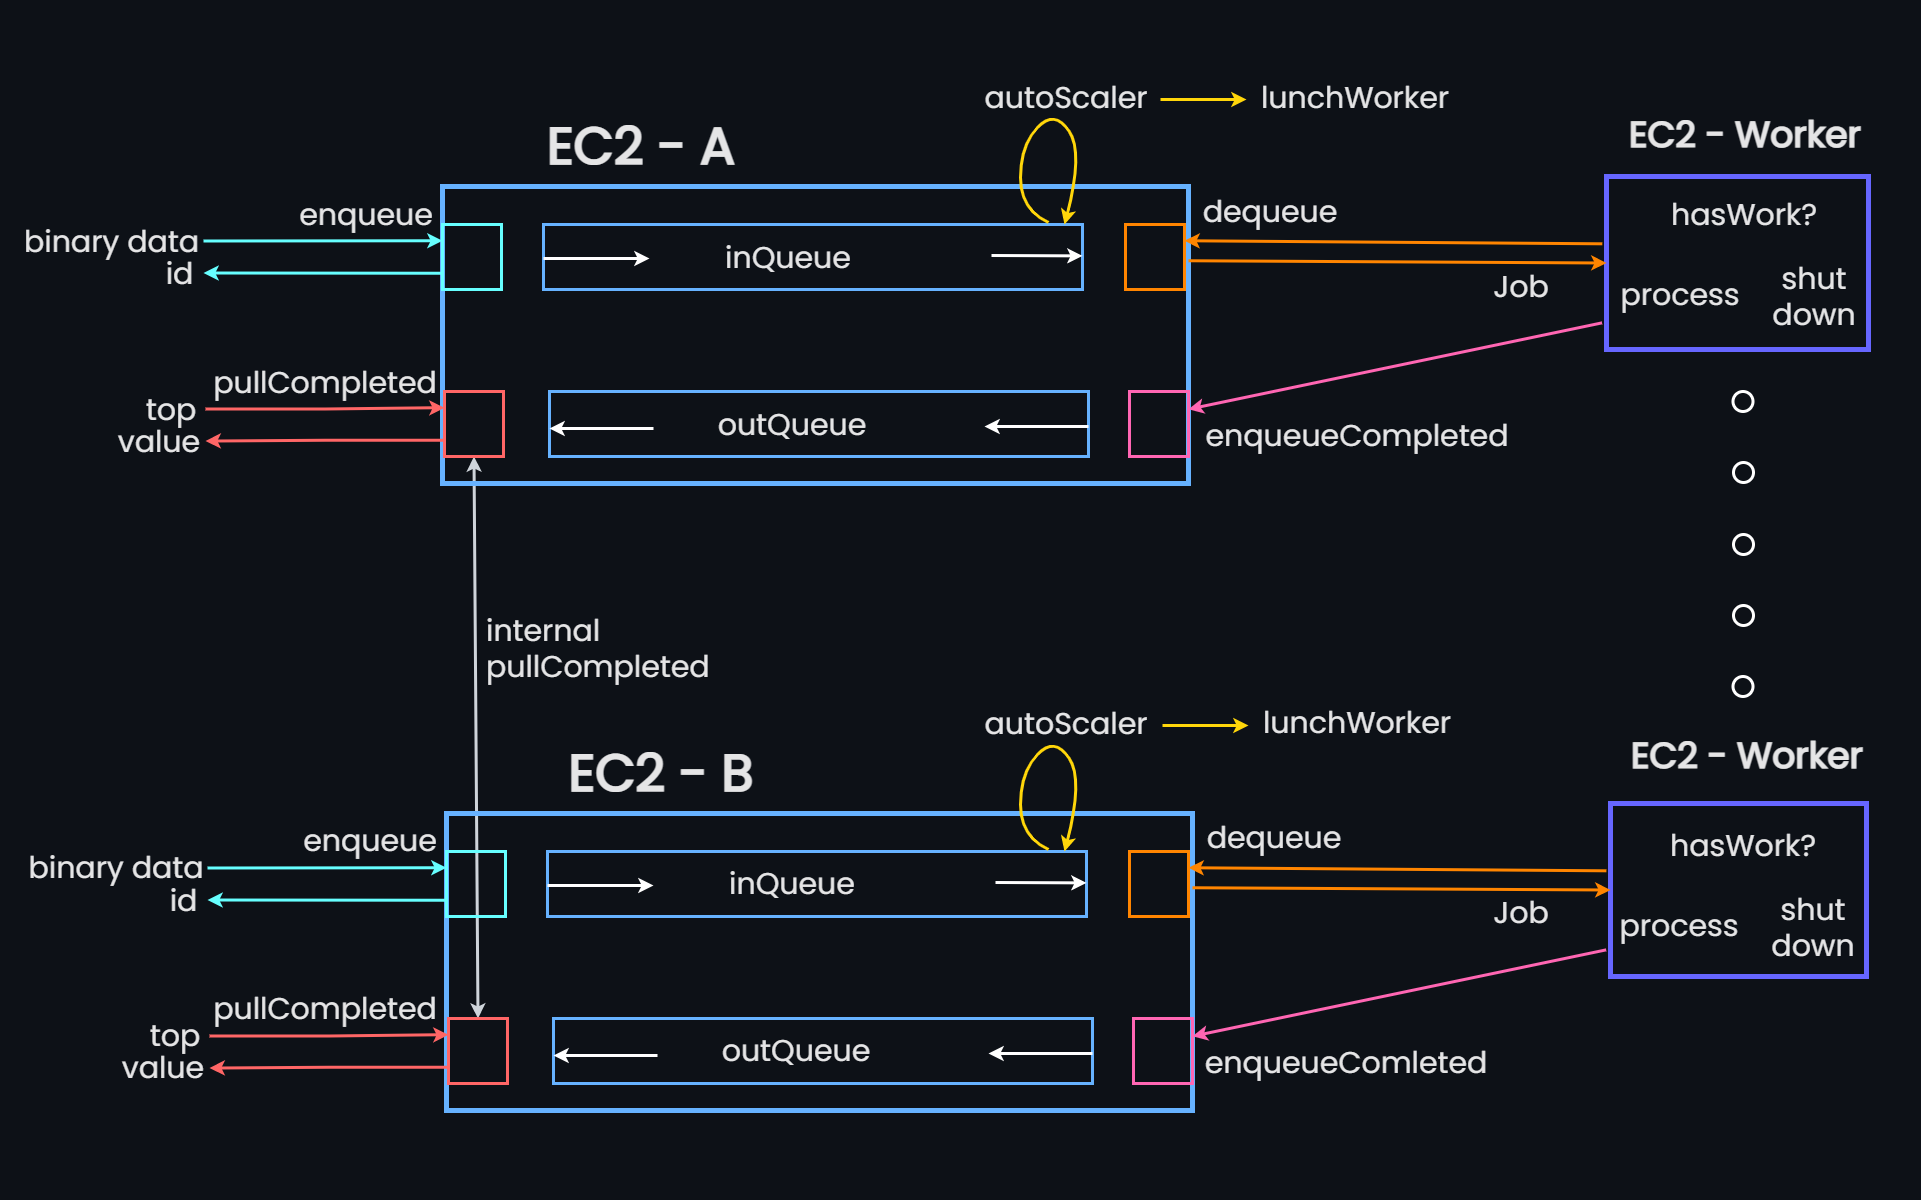 autoScaler
lunchWorker
EC2 - A
EC2 - Worker
enqueue
binary data
id
inQueue
dequeue
Job
hasWork?
process
shut
down
pullCompleted
top
value
outQueue
enqueueCompleted
internal
pullCompleted
autoScaler
lunchWorker
EC2 - B
EC2 - Worker
enqueue
binary data
id
inQueue
dequeue
Job
hasWork?
process
shut
down
pullCompleted
top
value
outQueue
enqueueComleted